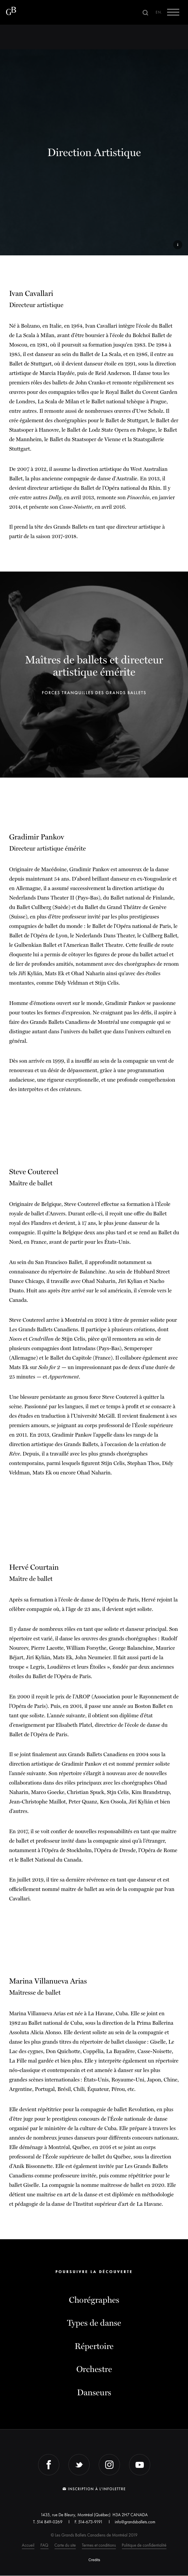 GB
EN
Direction Artistique
Ivan Cavallari
Directeur artistique
Né à Bolzano, en Italie, en 1964, Ivan Cavallari intègre l'école du Ballet
de La Scala à Milan, avant d'être boursier à l'école du Bolchoï Ballet de
Moscou, en 1981, où il poursuit sa formation jusqu'en 1983. De 1984 à
1985, il est danseur au sein du Ballet de La Scala, et en 1986, il entre au
Ballet de Stuttgart, où il devient danseur étoile en 1991, sous la direction
artistique de Marcia Haydée, puis de Reid Anderson. Il danse tous les
premiers rôles des ballets de John Cranko et remonte régulièrement ses
œuvres pour des compagnies telles que le Royal Ballet du Covent Garden
de Londres, La Scala de Milan et le Ballet national tchèque à Prague,
entre autres. Il remonte aussi de nombreuses œuvres d'Uwe Scholz. Il
est également chorégraphe pour le Ballet de Stuttgart, le Ballet der
Staatsoper d'Hannover, le Ballet de Lodz Teatr Opera en Pologne, le Ballet
de Mannheim, le Ballet du Staatsoper de Vienne et la Staatsgallerie
Stuttgart.
De 2007 à 2012, il assume la direction artistique du West Australian
Ballet, la plus ancienne compagnie de danse d'Australie. En 2013, il
devient directeur artistique du Ballet de l'Opéra national du Rhin. Il y
crée entre autres Dolly, en avril 2013, remonte son Pinocchio, en janvier
2014, et présente son Casse-Noisette, en avril 2016.
Il prend la tête des Grands Ballets en tant que directeur artistique à
partir de la saison 2017-2018.
Maîtres de ballets et directeur
artistique émérite
FORCES TRANQUILLES DES GRANDS BALLETS
Gradimir Pankov
Directeur artistique émérite
Originaire de Macédoine, Gradimir Pankov est amoureux de la danse
depuis maintenant 54 ans. D'abord brillant danseur en ex-Yougoslavie et
en Allemagne, il a assumé successivement la direction artistique du
Nederlands Dans Theater II (Pays-Bas), du Ballet national de Finlande,
du Ballet Cullberg (Suède) et du Ballet du Grand Théâtre de Genève
(Suisse), en plus d'être professeur invité par les plus prestigieuses
compagnies de ballet du monde : le Ballet de l'Opéra national de Paris, le
Ballet de l'Opéra de Lyon, le Nederlands Dans Theater, le Cullberg Ballet,
le Gulbenkian Ballet et l'American Ballet Theatre. Cette feuille de route
éloquente lui a permis de côtoyer les figures de proue du ballet actuel et
de lier de profondes amitiés, notamment avec des chorégraphes de renom
tels Jiří Kylián, Mats Ek et Ohad Naharin ainsi qu'avec des étoiles
montantes, comme Didy Veldman et Stijn Celis.
Homme d'émotions ouvert sur le monde, Gradimir Pankov se passionne
pour toutes les formes de création. Ne craignant pas les défis, il aspire à
faire des Grands Ballets Canadiens de Montréal une compagnie qui se
distingue autant dans l'univers du ballet que dans l'univers culturel en
général.
Dès son arrivée en 1999, il a insufflé au sein de la compagnie un vent de
renouveau et un désir de dépassement, grâce à une programmation
audacieuse, une rigueur exceptionnelle, et une profonde compréhension
des interprètes et des créateurs.
Steve Coutereel
Maître de ballet
Originaire de Belgique, Steve Coutereel effectue sa formation à l'École
royale de ballet d'Anvers. Durant celle-ci, il reçoit une offre du Ballet
royal des Flandres et devient, à 17 ans, le plus jeune danseur de la
compagnie. Il quitte la Belgique deux ans plus tard et se rend au Ballet du
Nord, en France, avant de partir pour les États-Unis.
Au sein du San Francisco Ballet, il approfondit notamment sa
connaissance du répertoire de Balanchine. Au sein de Hubbard Street
Dance Chicago, il travaille avec Ohad Naharin, Jiří Kylian et Nacho
Duato. Huit ans après être arrivé sur le sol américain, il s'envole vers le
Canada.
Steve Coutereel arrive à Montréal en 2002 à titre de premier soliste pour
Les Grands Ballets Canadiens. Il participe à plusieurs créations, dont
Noces et Cendrillon de Stijn Celis, pièce qu'il remontera au sein de
plusieurs compagnies dont Introdans (Pays-Bas), Semperoper
(Allemagne) et le Ballet du Capitole (France). Il collabore également avec
Mats Ek sur Solo for 2 — un impressionnant pas de deux d'une durée de
25 minutes — et Appartement.
Une blessure persistante au genou force Steve Coutereel à quitter la
scène. Passionné par les langues, il met ce temps à profit et se consacre à
des études en traduction à l'Université McGill. Il revient finalement à ses
premiers amours, se joignant au corps professoral de l'École supérieure
en 2011. En 2013, Gradimir Pankov l'appelle dans les rangs de la
direction artistique des Grands Ballets, à l'occasion de la création de
Rêve. Depuis, il a travaillé avec les plus grands chorégraphes
contemporains, parmi lesquels figurent Stijn Celis, Stephan Thoss, Didy
Veldman, Mats Ek ou encore Ohad Naharin.
Hervé Courtain
Maître de ballet
Après sa formation à l'école de danse de l'Opéra de Paris, Hervé rejoint la
célèbre compagnie où, à l'âge de 21 ans, il devient sujet soliste.
Il y danse de nombreux rôles en tant que soliste et danseur principal. Son
répertoire est varié, il danse les œuvres des grands chorégraphes : Rudolf
Noureev, Pierre Lacotte, William Forsythe, George Balanchine, Maurice
Béjart, Jiří Kylián, Mats Ek, John Neumeier. Il fait aussi parti de la
troupe « Legris, Loudières et leurs Étoiles », fondée par deux anciennes
étoiles du Ballet de l'Opéra de Paris.
En 2000 il reçoit le prix de l'AROP (Association pour le Rayonnement de
l'Opéra de Paris). Puis, en 2001, il passe une année au Boston Ballet en
tant que soliste. L'année suivante, il obtient son diplôme d'état
d'enseignement par Elisabeth Platel, directrice de l'école de danse du
Ballet de l'Opéra de Paris.
Il se joint finalement aux Grands Ballets Canadiens en 2004 sous la
direction artistique de Gradimir Pankov et est nommé premier soliste
l'année suivante. Son répertoire s'élargit à nouveau avec de nouvelles
collaborations dans des rôles principaux avec les chorégraphes Ohad
Naharin, Marco Goecke, Christian Spuck, Stijn Celis, Kim Brandstrup,
Jean-Christophe Maillot, Peter Quanz, Ken Ossola, Jiří Kylián et bien
d'autres.
En 2017, il se voit confier de nouvelles responsabilités en tant que maître
de ballet et professeur invité dans la compagnie ainsi qu'à l'étranger,
notamment à l'Opéra de Stockholm, l'Opéra de Dresde, l'Opéra de Rome
et le Ballet National du Canada.
En juillet 2019, il tire sa dernière révérence en tant que danseur et est
officiellement nommé maître de ballet au sein de la compagnie par Ivan
Cavallari.
Marina Villanueva Arias
Maîtresse de ballet
Marina Villanueva Arias est née à La Havane, Cuba. Elle se joint en
1982 au Ballet national de Cuba, sous la direction de la Prima Ballerina
Assoluta Alicia Alonso. Elle devient soliste au sein de la compagnie et
danse les plus grands titres du répertoire de ballet classique : Giselle, Le
Lac des cygnes, Don Quichotte, Coppélia, La Bayadère, Casse-Noisette,
La Fille mal gardée et bien plus. Elle y interprète également un répertoire
néo-classique et contemporain et est amenée à danser sur les plus
grandes scènes internationales : États-Unis, Royaume-Uni, Japon, Chine,
Argentine, Portugal, Brésil, Chili, Équateur, Pérou, etc.
Elle devient répétitrice pour la compagnie de ballet Revolution, en plus
d'être juge pour le prestigieux concours de l'École nationale de danse
organisé par le ministère de la culture de Cuba. Elle prépare à travers les
années de nombreux jeunes danseurs pour différents concours nationaux.
Elle déménage à Montréal, Québec, en 2016 et se joint au corps
professoral de l'École supérieure de ballet du Québec, sous la direction
d'Anik Bissonnette. Elle est également invitée par Les Grands Ballets
Canadiens comme professeure invitée, puis comme répétitrice pour le
ballet Giselle. La compagnie la nomme maîtresse de ballet en 2020. Elle
détient une maîtrise en art de la danse et est diplômée en méthodologie
et pédagogie de la danse de l'Institut Supérieur d'art de La Havane.
POURSUIVRE LA DÉCOUVERTE
Chorégraphes
Types de danse
Répertoire
Orchestre
Danseurs
INSCRIPTION À L'INFOLETTRE
1435, rue De Bleury, Montréal (Québec) H3A 2H7 CANADA
T. 514 849-0269 | F. 514 675-9991 | info@grandsballets.com
© Les Grands Ballets Canadiens de Montréal 2019
Accueil FAQ Carte du site Termes et conditions Politique de confidentialité
Crédits